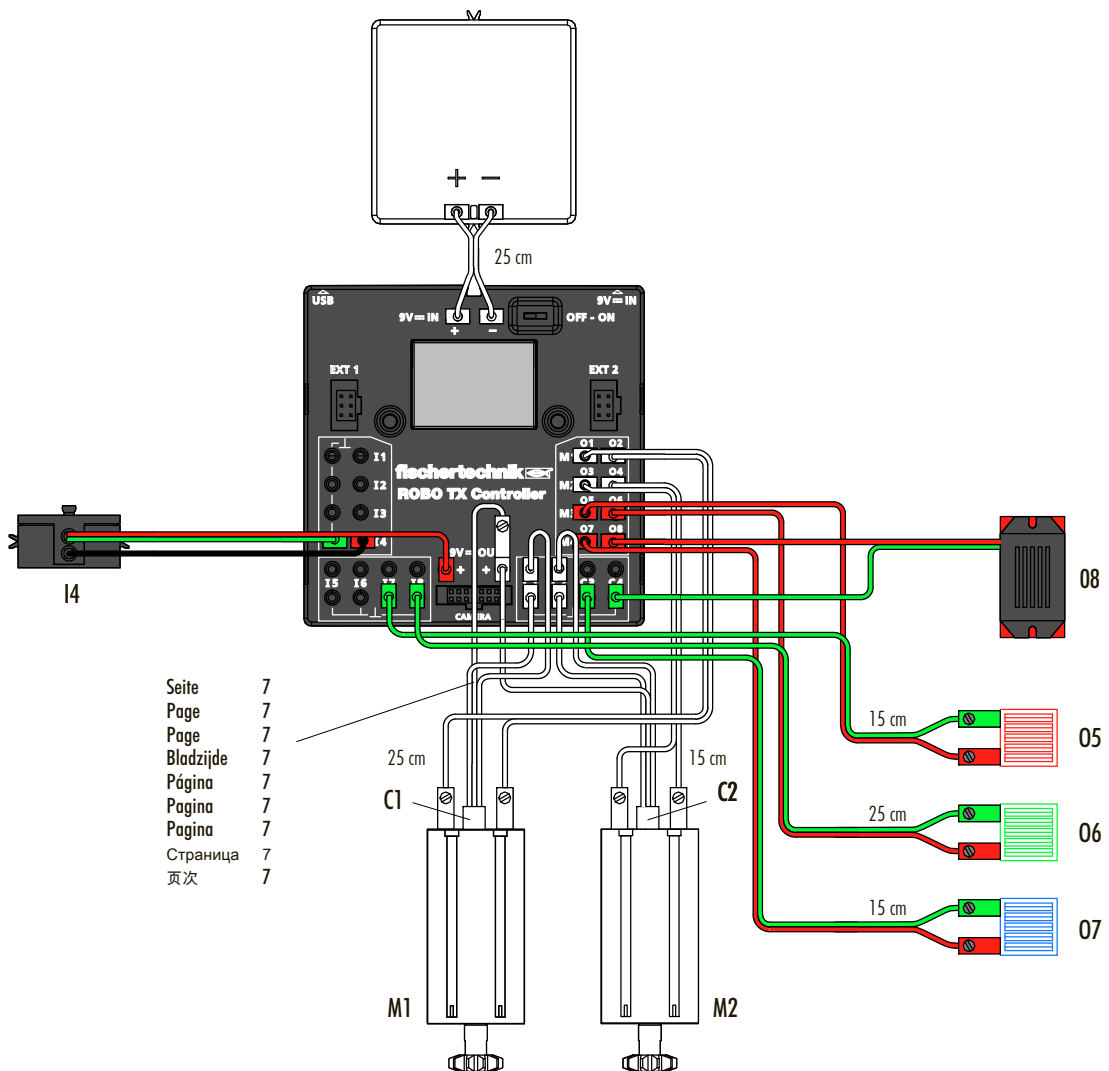 + −
25 cm
USB
9V⎓IN
9V⎓IN
+ −
OFF - ON
EXT 1
EXT 2
O1 O2
I1
M1
fischertechnik
O3 O4
I2
M2
ROBO TX Controller
O5 O6
I3
M3
O7 O8
I4
9V⎓OU
+ +
I5 I6 I7 I8
C3 C4
CAMERA
I4
O8
Seite 7
Page 7
Page 7
Bladzijde 7
Página 7
Pagina 7
Pagina 7
Страница 7
页次 7
15 cm
O5
25 cm
15 cm
C1
C2
25 cm
O6
15 cm
O7
M1
M2